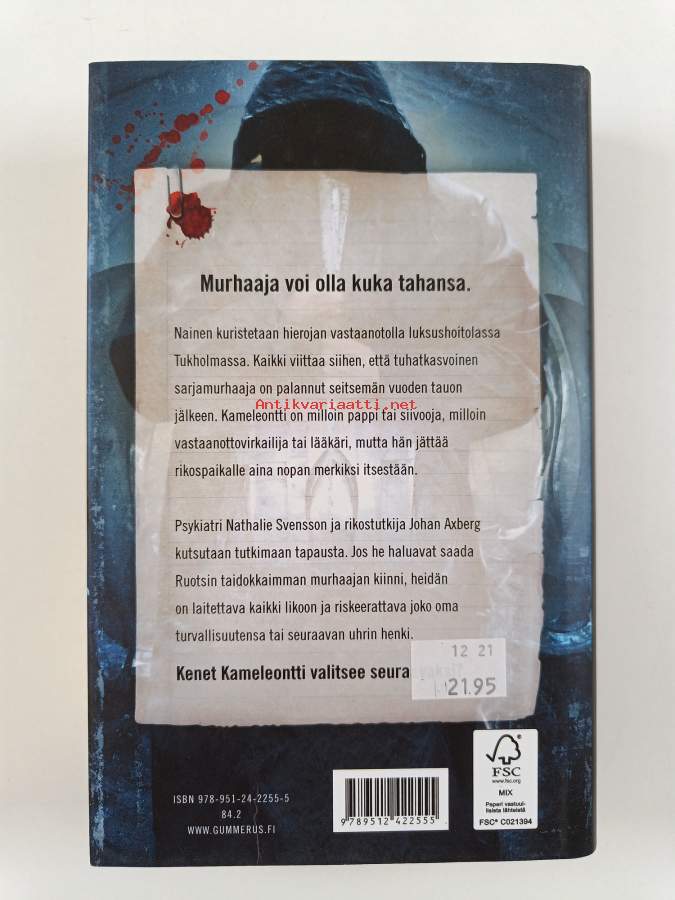 Murhaaja voi olla kuka tahansa.
Nainen kuristetaan hierojan vastaanotolla luksushoitolassa
Tukholmassa. Kaikki viittaa siihen, että tuhatkasvoinen
sarjamurhaaja on palannut seitsemän vuoden tauon
Antikvariaatti.net
jälkeen. Kameleontti on milloin pappi tai siivooja, milloin
vastaanottovirkailija tai lääkäri, mutta hän jättää
rikospaikalle aina nopan merkiksi itsestään.
Psykiatri Nathalie Svensson ja rikostutkija Johan Axberg
kutsutaan tutkimaan tapausta. Jos he haluavat saada
Ruotsin taidokkaimman murhaajan kiinni, heidän
on laitettava kaikki likoon ja riskeerattava joko oma
turvallisuutensa tai seuraavan uhrin henki.
12 21
Kenet Kameleontti valitsee
21.95
FSC
www.fsc.org
MIX
Paperi vastuul-
lisista lähteistä
FSC® C021394
ISBN 978-951-24-2255-5
84.2
WWW.GUMMERUS.FI
9 789512 422555